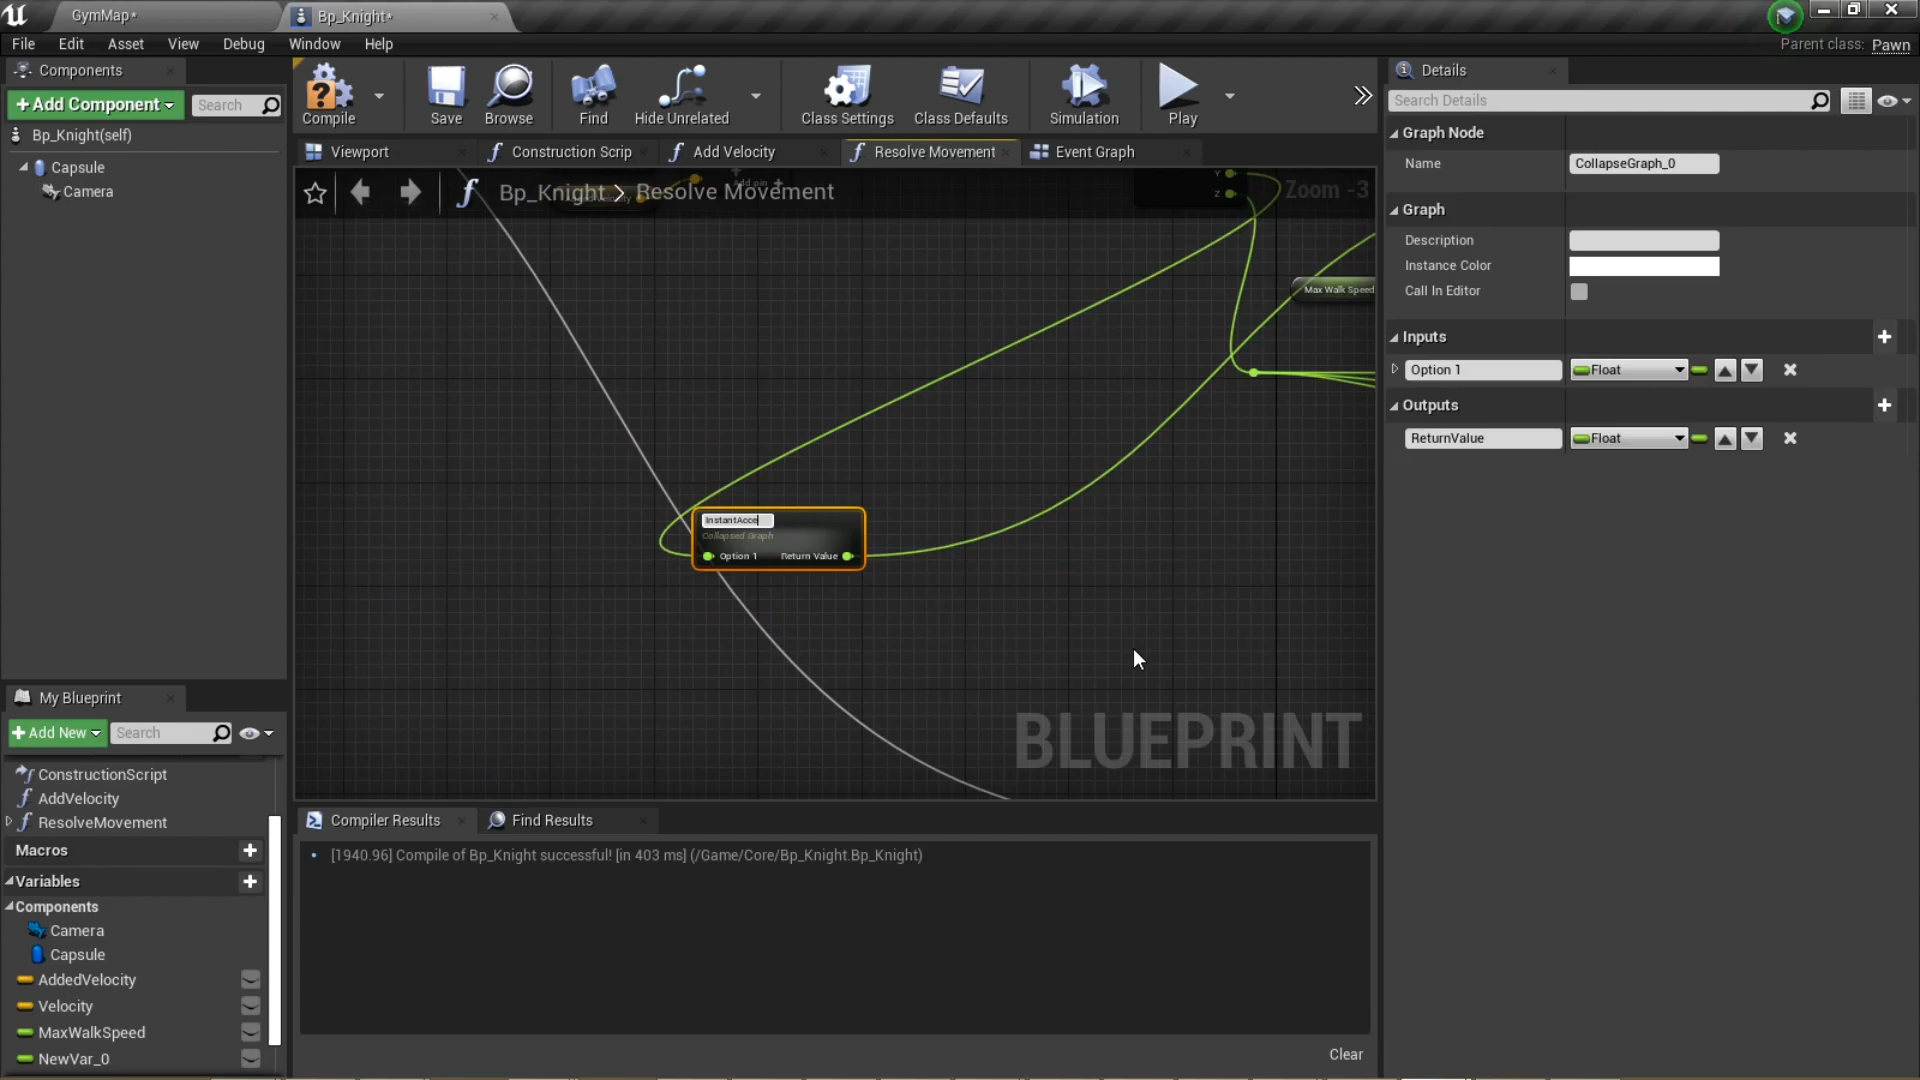 GymMap*
Bp_Knight*
File Edit Asset View Debug Window Help
Parent class: Pawn
Components
+Add Component
Search
Bp_Knight(self)
Capsule
Camera
Compile
Save
Browse
Find
Hide Unrelated
Class Settings
Class Defaults
Simulation
Play
Viewport
Construction Scrip
Add Velocity
Resolve Movement
Event Graph
Bp_Knight > Resolve Movement
Zoom -3
Add pin
Y
Z
Max Walk Speed
InstantAcce
Collapsed Graph
Option 1 Return Value
BLUEPRINT
Details
Search Details
Graph Node
Name CollapseGraph_0
Graph
Description
Instance Color
Call In Editor
Inputs
Option 1 Float
Outputs
ReturnValue Float
My Blueprint
+Add New
Search
ConstructionScript
AddVelocity
ResolveMovement
Macros
Variables
Components
Camera
Capsule
AddedVelocity
Velocity
MaxWalkSpeed
NewVar_0
Compiler Results
Find Results
[1940.96] Compile of Bp_Knight successful! [in 403 ms] (/Game/Core/Bp_Knight.Bp_Knight)
Clear